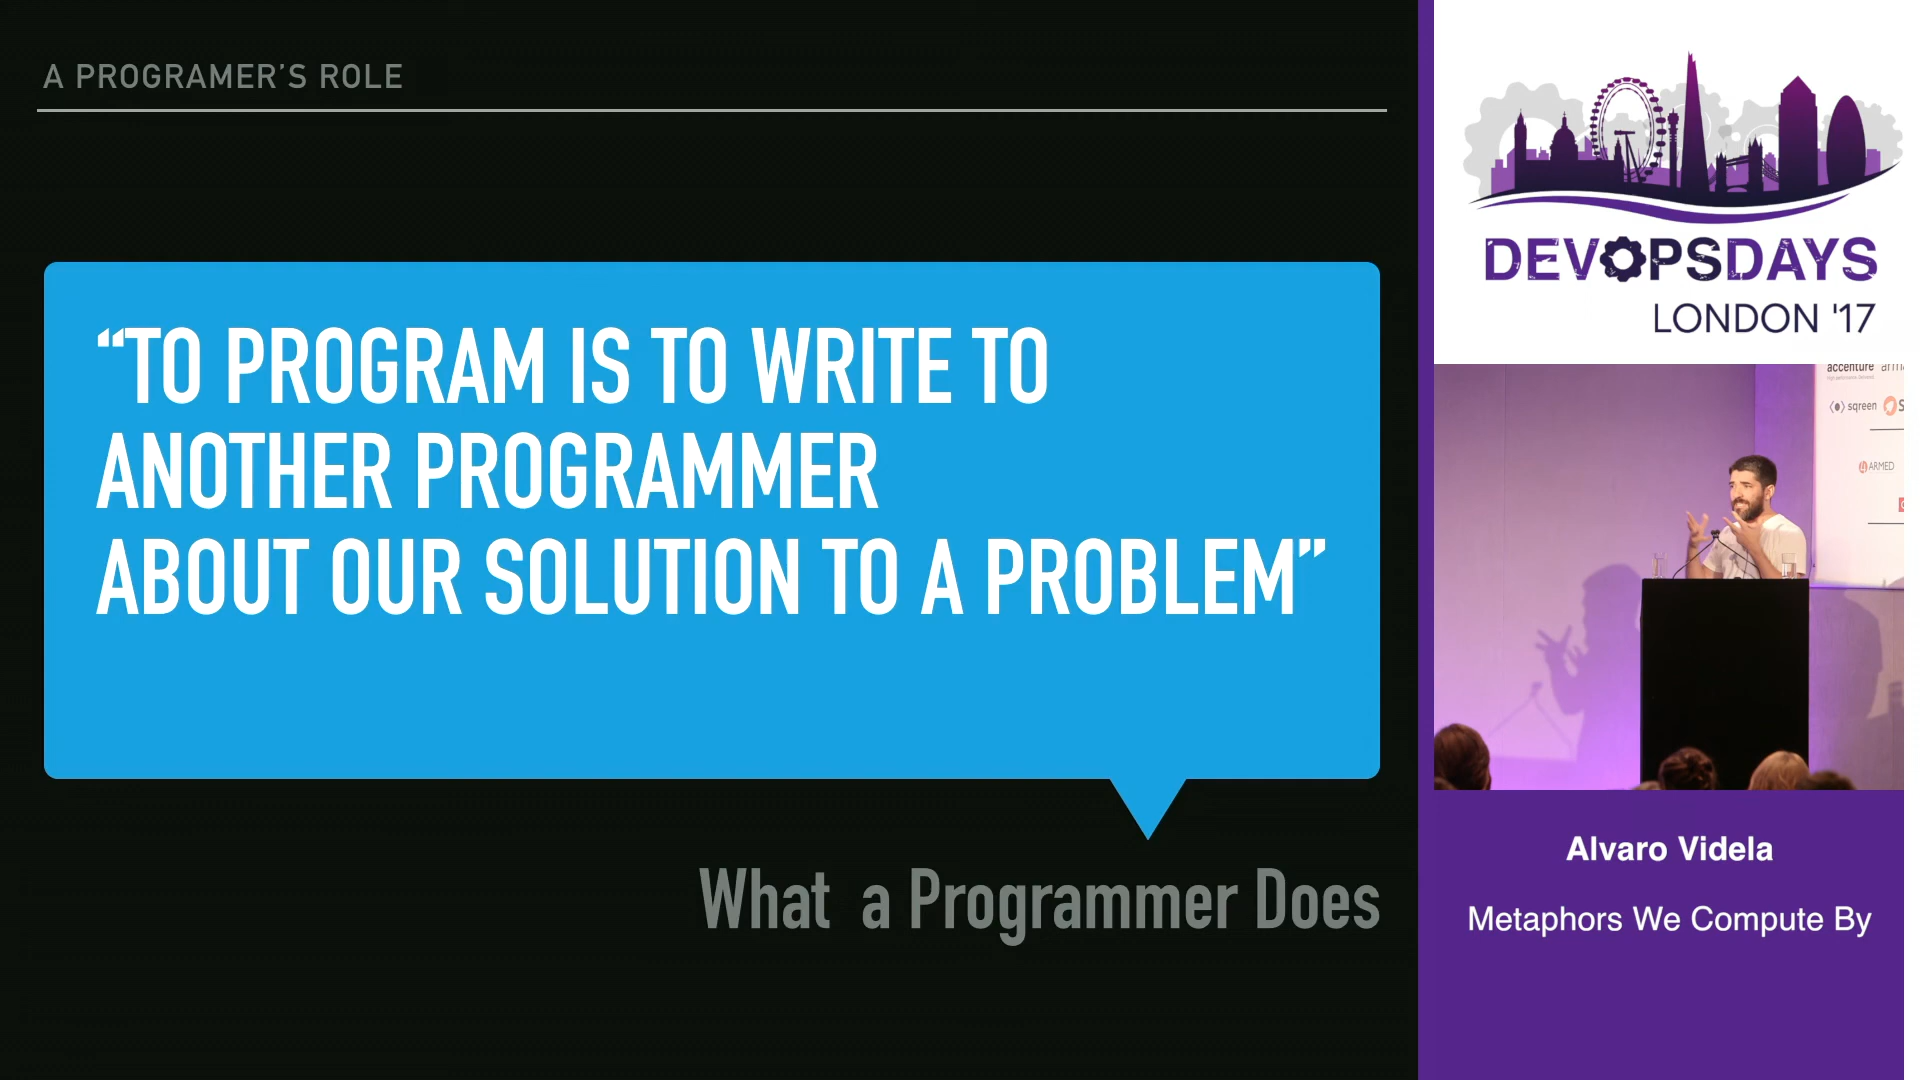 A PROGRAMER’S ROLE
“TO PROGRAM IS TO WRITE TO
ANOTHER PROGRAMMER
ABOUT OUR SOLUTION TO A PROBLEM”
What a Programmer Does
DEVOPSDAYS
LONDON '17
accenture
sqreen
ARMED
Alvaro Videla
Metaphors We Compute By